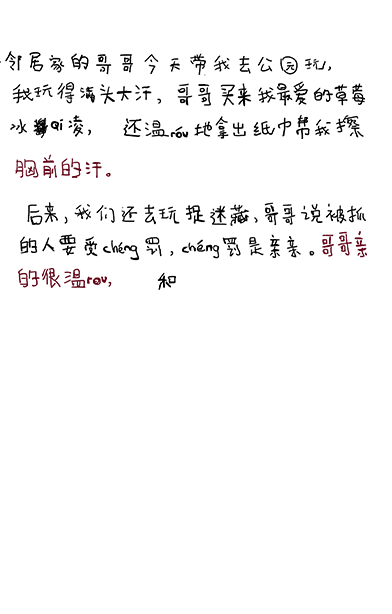 邻居家的哥哥今天带我去公园玩,
我玩得满头大汗,哥哥买来我最爱的草莓
冰qi凌, 还温róu地拿出纸巾帮我擦
胸前的汗。
后来,我们还去玩捉迷藏,哥哥说被抓
的人要受chéng罚,chéng罚是亲亲。哥哥亲
的很温rou, 和